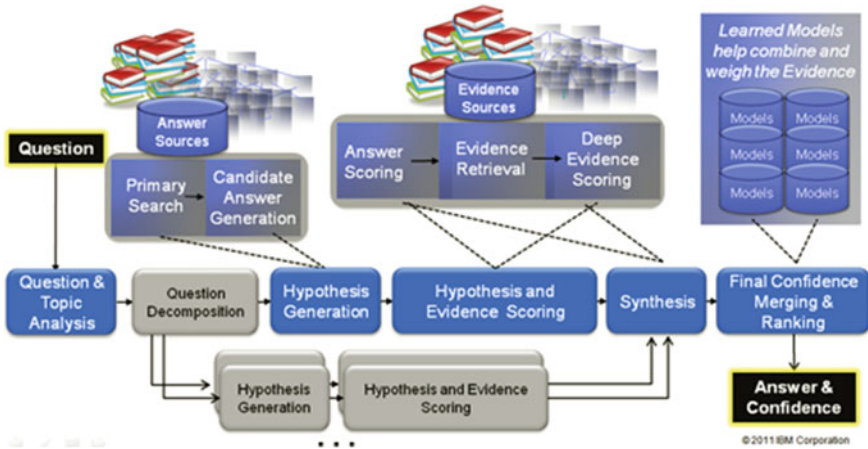 Learned Models
help combine and
weigh the Evidence
Models Models
Models Models
Models Models
Answer
Sources
Evidence
Sources
Question
Primary
Search
Candidate
Answer
Generation
Answer
Scoring
Evidence
Retrieval
Deep
Evidence
Scoring
Question &
Topic
Analysis
Question
Decomposition
Hypothesis
Generation
Hypothesis and
Evidence Scoring
Synthesis
Final Confidence
Merging &
Ranking
Hypothesis
Generation
Hypothesis and Evidence
Scoring
. . .
Answer &
Confidence
© 2011 IBM Corporation